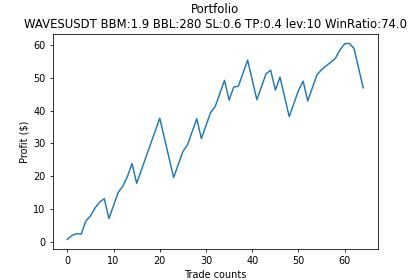 Portfolio
WAVESUSDT BBM:1.9 BBL:280 SL:0.6 TP:0.4 lev:10 WinRatio:74.0
60
50
40
30
20
10
0
Profit ($)
0 10 20 30 40 50 60
Trade counts